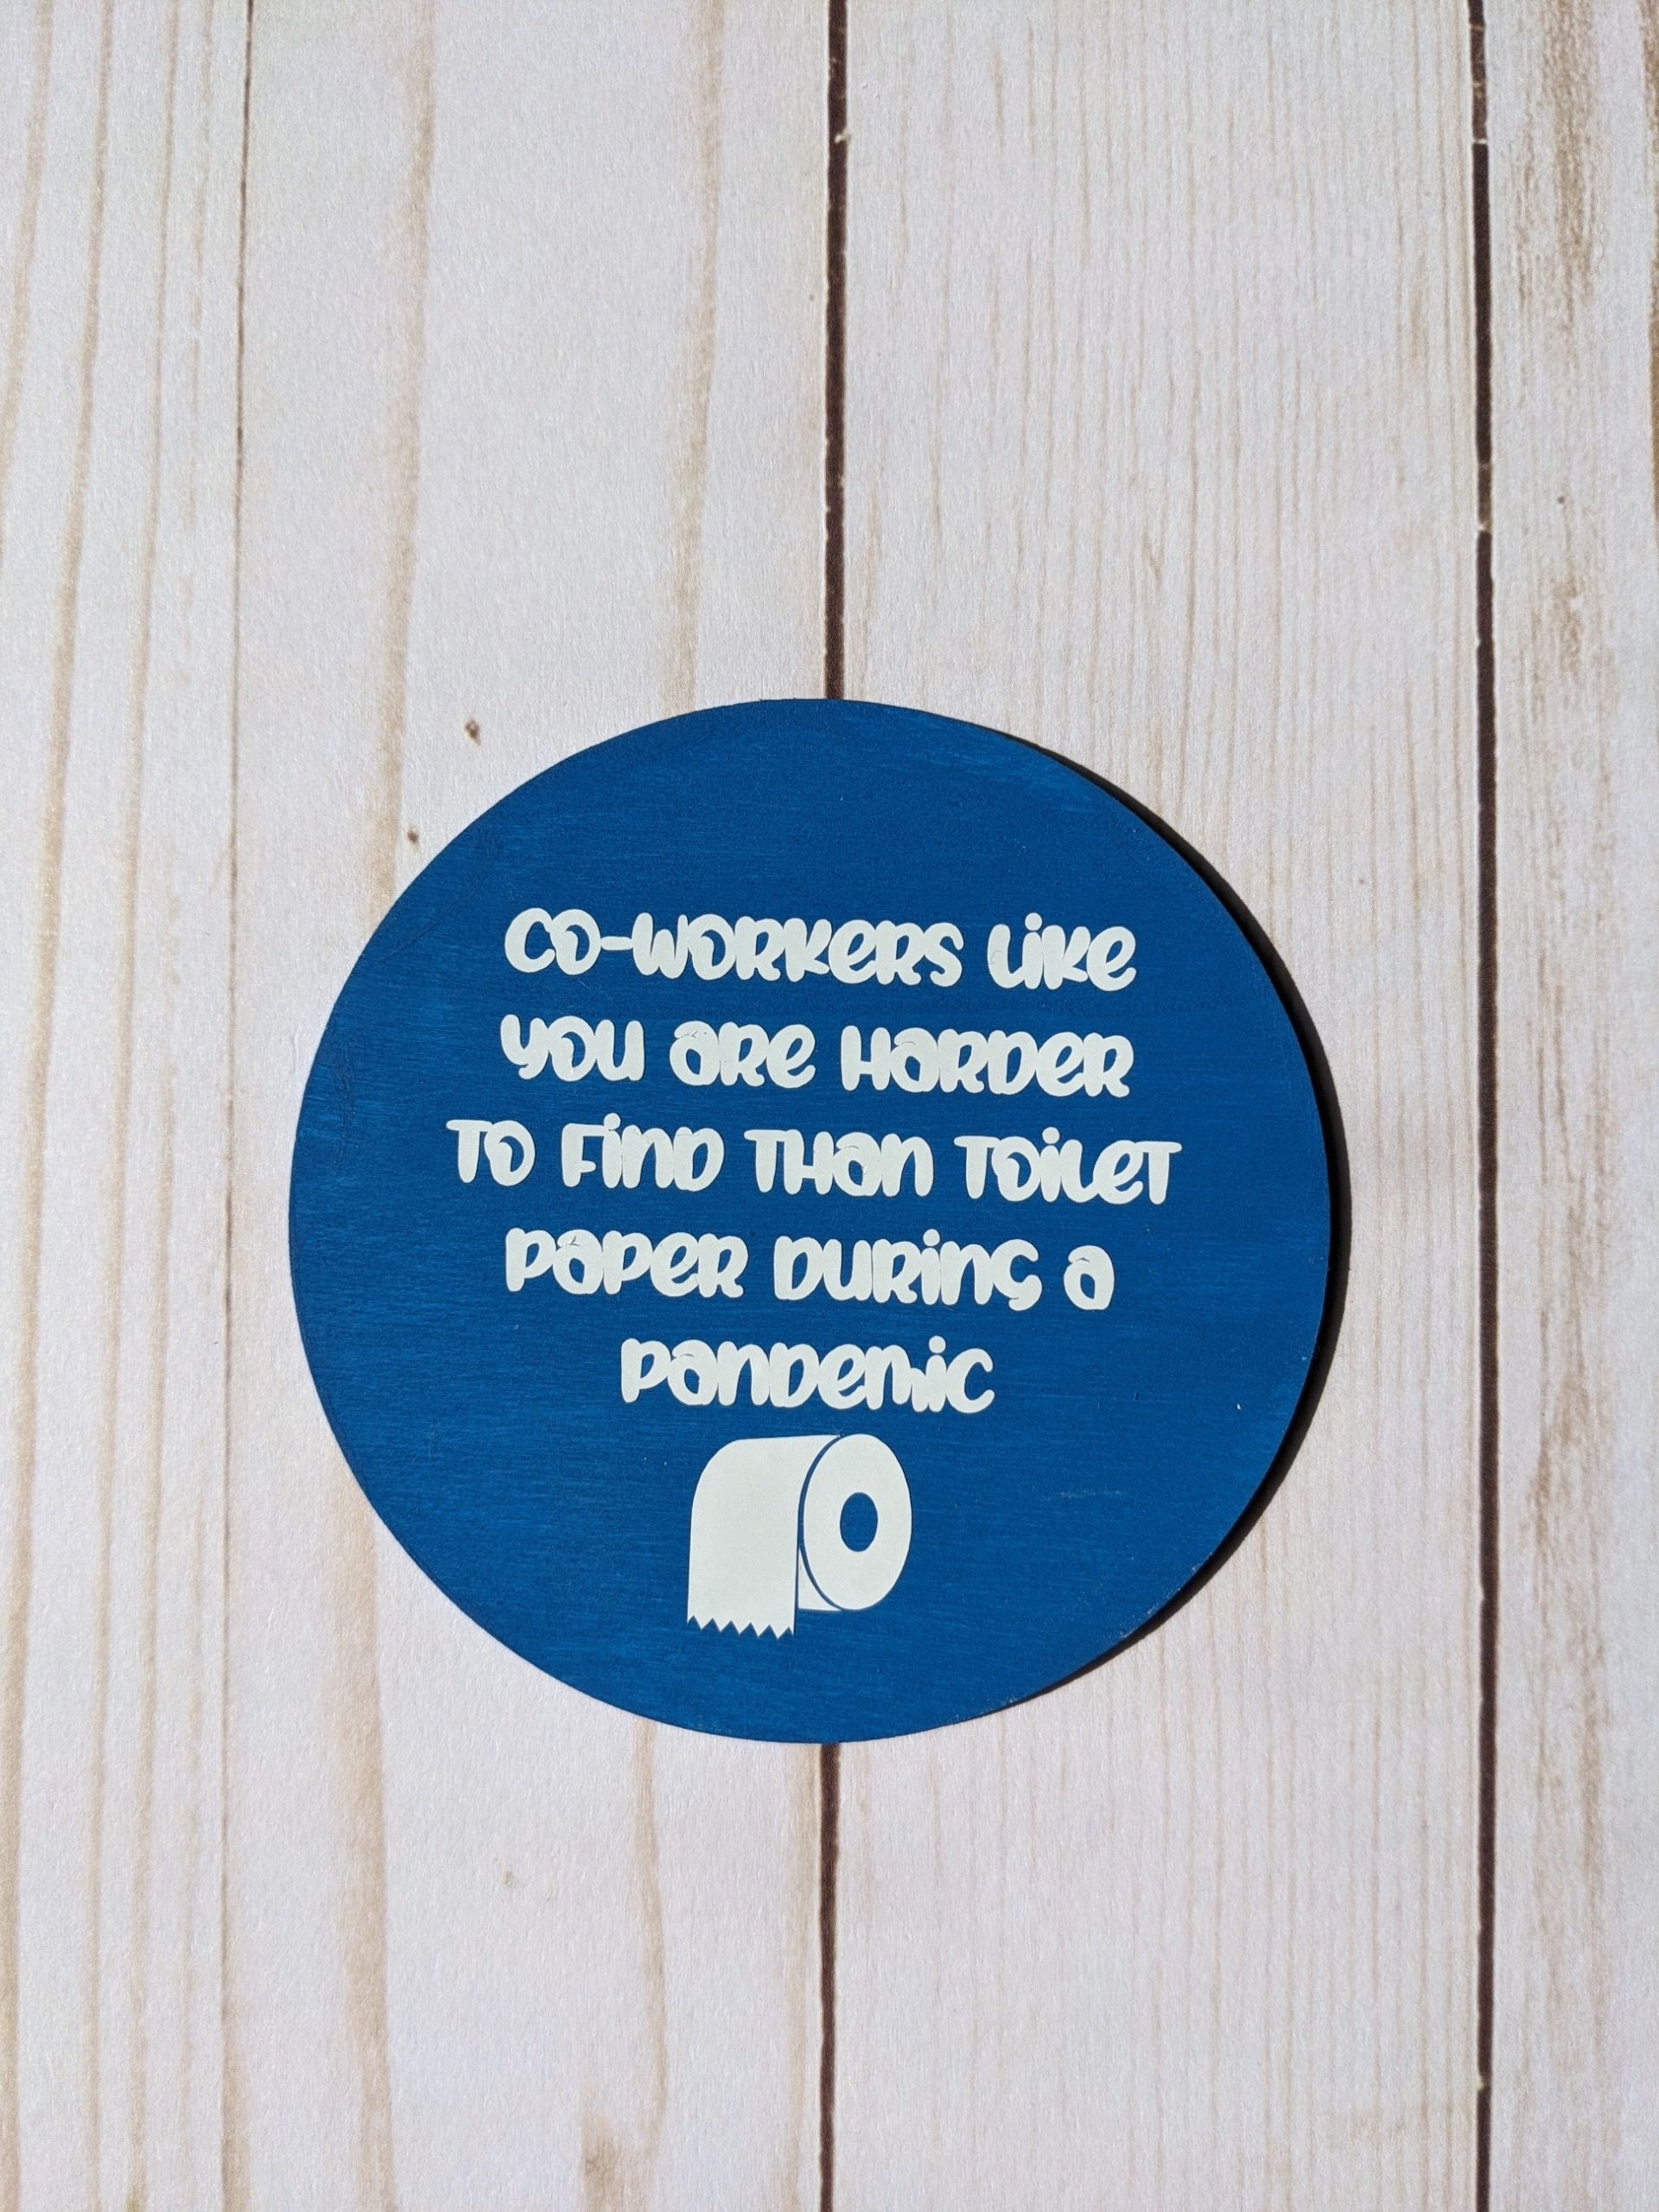 CO-WORKERS LIKE
YOU ARE HARDER
TO FIND THAN TOILET
PAPER DURING A
PANDEMIC